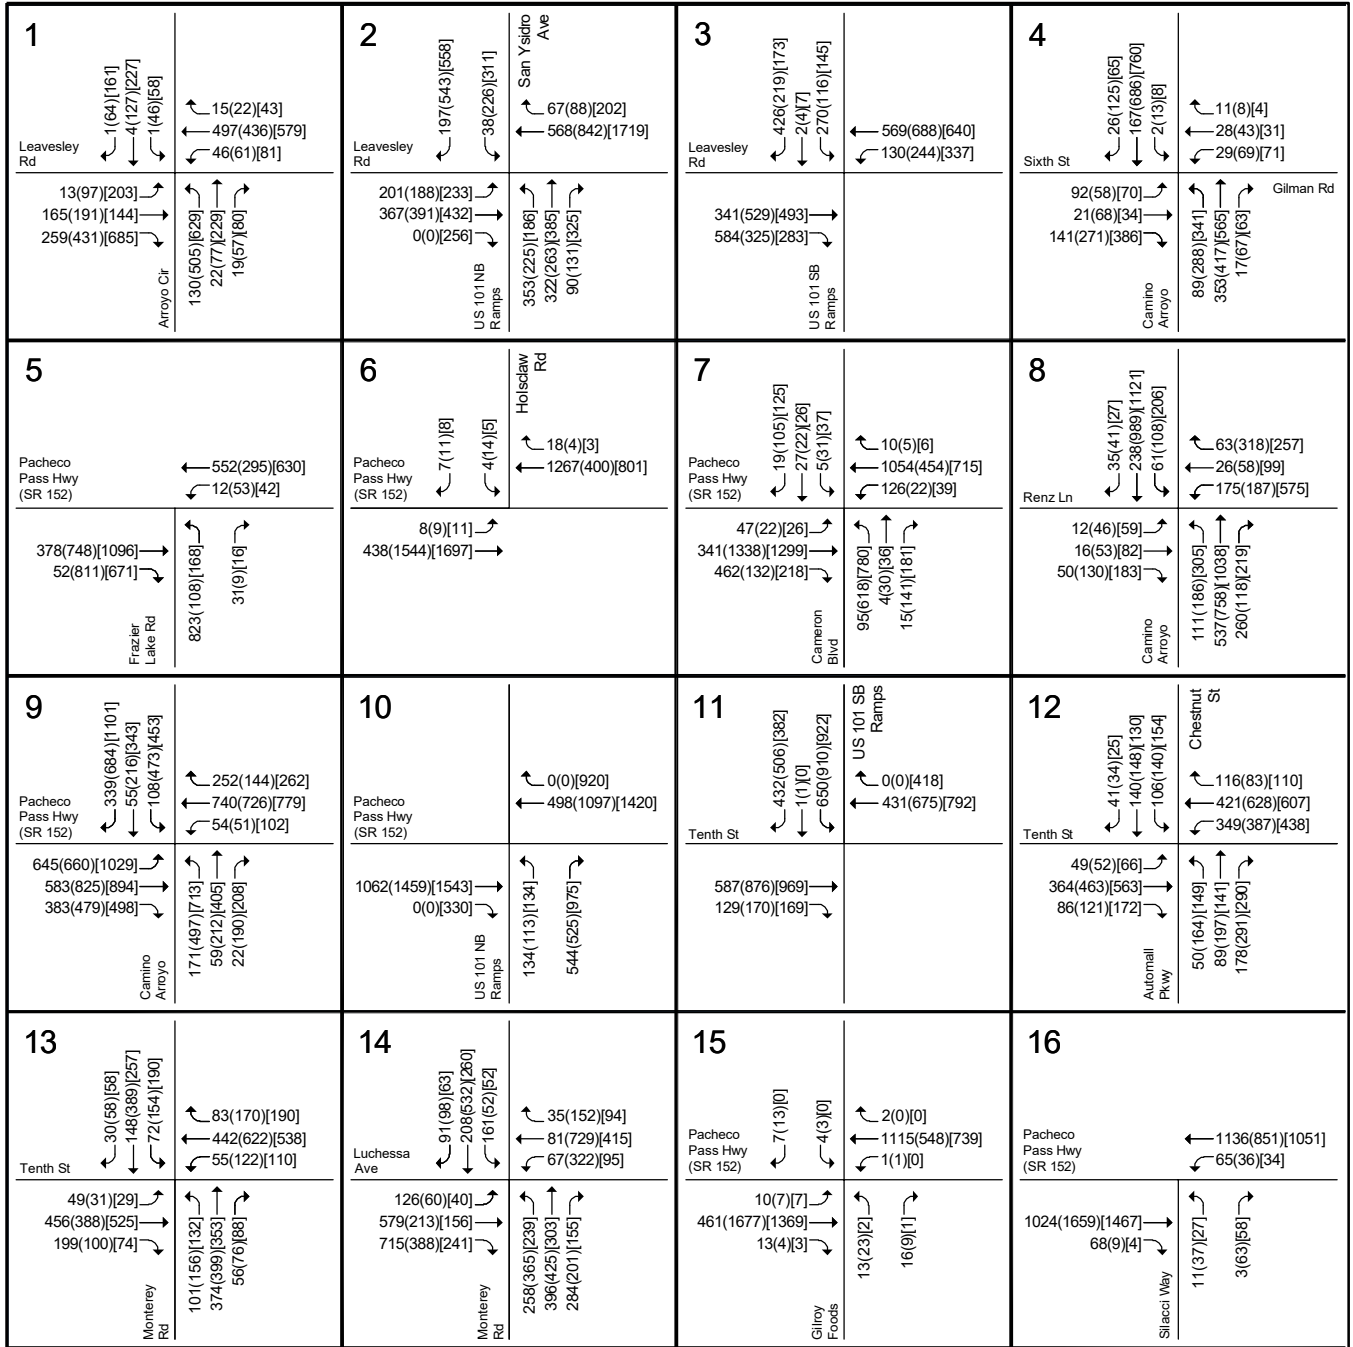 1
1(64)[161]
4(127)[227]
1(46)[58]
15(22)[43]
497(436)[579]
46(61)[81]
Leavesley
Rd
13(97)[203]
165(191)[144]
259(431)[685]
Arroyo Cir
130(505)[629]
22(77)[229]
19(57)[80]
2
197(543)[558]
38(226)[311]
San Ysidro
Ave
67(88)[202]
568(842)[1719]
Leavesley
Rd
201(188)[233]
367(391)[432]
0(0)[256]
US 101 NB
Ramps
353(225)[186]
322(263)[385]
90(131)[325]
3
426(219)[173]
2(4)[7]
270(116)[145]
569(688)[640]
130(244)[337]
Leavesley
Rd
341(529)[493]
584(325)[283]
US 101 SB
Ramps
4
26(125)[65]
167(686)[760]
2(13)[8]
11(8)[4]
28(43)[31]
29(69)[71]
Sixth St
Gilman Rd
92(58)[70]
21(68)[34]
141(271)[386]
Camino
Arroyo
89(288)[341]
353(417)[565]
17(67)[63]
5
Pacheco
Pass Hwy
(SR 152)
552(295)[630]
12(53)[42]
378(748)[1096]
52(811)[671]
Frazier
Lake Rd
823(108)[168]
31(9)[16]
6
7(11)[8]
4(14)[5]
Holsclaw
Rd
18(4)[3]
1267(400)[801]
Pacheco
Pass Hwy
(SR 152)
8(9)[11]
438(1544)[1697]
7
19(105)[125]
27(22)[26]
5(31)[37]
10(5)[6]
1054(454)[715]
126(22)[39]
Pacheco
Pass Hwy
(SR 152)
47(22)[26]
341(1338)[1299]
462(132)[218]
Cameron
Blvd
95(618)[780]
4(30)[36]
15(141)[181]
8
35(41)[27]
238(989)[1121]
61(108)[206]
63(318)[257]
26(58)[99]
175(187)[575]
Renz Ln
12(46)[59]
16(53)[82]
50(130)[183]
Camino
Arroyo
111(186)[305]
537(758)[1038]
260(118)[219]
9
339(684)[1101]
55(216)[343]
108(473)[453]
252(144)[262]
740(726)[779]
54(51)[102]
Pacheco
Pass Hwy
(SR 152)
645(660)[1029]
583(825)[894]
383(479)[498]
Camino
Arroyo
171(497)[713]
59(212)[405]
22(190)[208]
10
0(0)[920]
498(1097)[1420]
Pacheco
Pass Hwy
(SR 152)
1062(1459)[1543]
0(0)[330]
US 101 NB
Ramps
134(113)[134]
544(525)[975]
11
432(506)[382]
1(1)[0]
650(910)[922]
US 101 SB
Ramps
0(0)[418]
431(675)[792]
Tenth St
587(876)[969]
129(170)[169]
12
41(34)[25]
140(148)[130]
106(140)[154]
Chestnut
St
116(83)[110]
421(628)[607]
349(387)[438]
Tenth St
49(52)[66]
364(463)[563]
86(121)[172]
Automall
Pkwy
50(164)[149]
89(197)[141]
178(291)[290]
13
30(58)[58]
148(389)[257]
72(154)[190]
83(170)[190]
442(622)[538]
55(122)[110]
Tenth St
49(31)[29]
456(388)[525]
199(100)[74]
Monterey
Rd
101(156)[132]
374(399)[353]
56(76)[88]
14
91(98)[63]
208(532)[260]
161(52)[52]
35(152)[94]
81(729)[415]
67(322)[95]
Luchessa
Ave
126(60)[40]
579(213)[156]
715(388)[241]
Monterey
Rd
258(365)[239]
396(425)[303]
284(201)[155]
15
7(13)[0]
4(3)[0]
2(0)[0]
1115(548)[739]
1(1)[0]
Pacheco
Pass Hwy
(SR 152)
10(7)[7]
461(1677)[1369]
13(4)[3]
Gilroy
Foods
13(23)[2]
16(9)[1]
16
Pacheco
Pass Hwy
(SR 152)
1136(851)[1051]
65(36)[34]
1024(1659)[1467]
68(9)[4]
Silacci Way
11(37)[27]
3(63)[58]